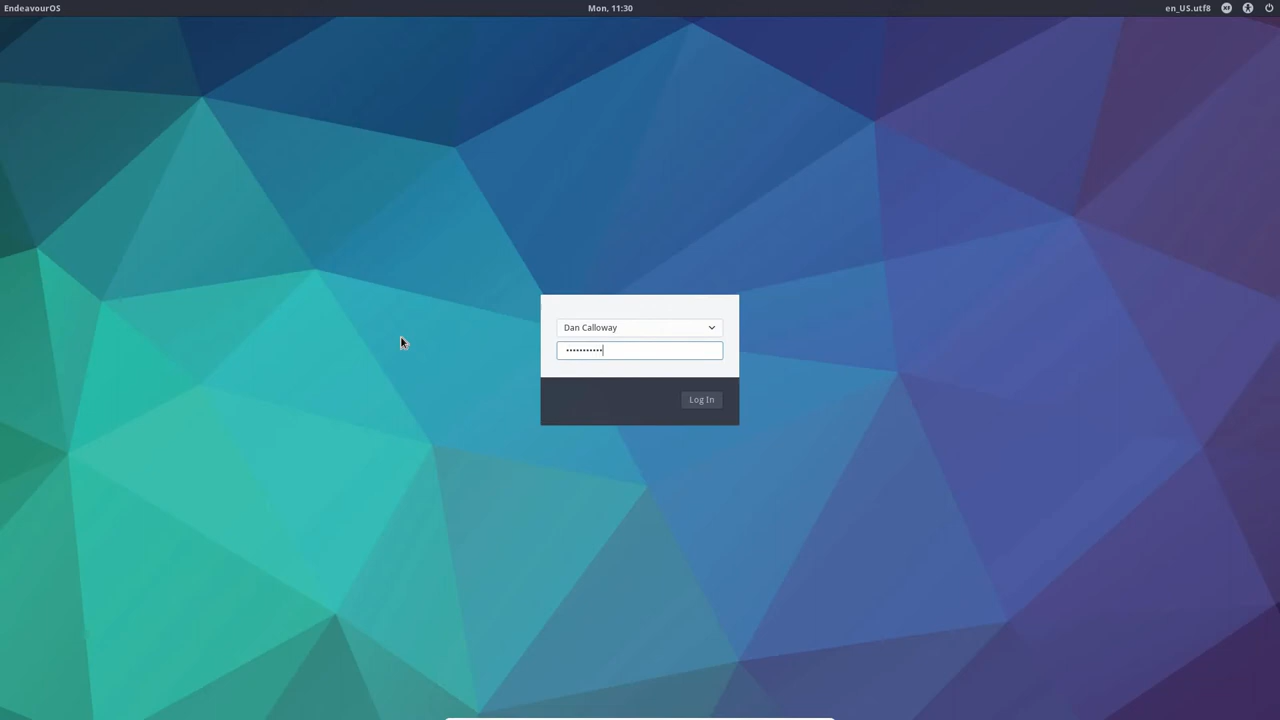 EndeavourOS
Mon, 11:30
en_US.utf8
Dan Calloway
•••••••••••
Log In